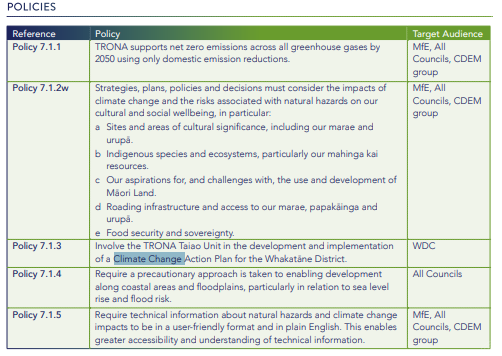 POLICIES
Reference Policy Target Audience
Policy 7.1.1 TRONA supports net zero emissions across all greenhouse gases by MfE, All
2050 using only domestic emission reductions. Councils, CDEM
group
Policy 7.1.2w Strategies, plans, policies and decisions must consider the impacts of MfE, All
climate change and the risks associated with natural hazards on our Councils, CDEM
cultural and social wellbeing, in particular: group
a Sites and areas of cultural significance, including our marae and
urupā.
b Indigenous species and ecosystems, particularly our mahinga kai
resources.
c Our aspirations for, and challenges with, the use and development of
Māori Land.
d Roading infrastructure and access to our marae, papakāinga and
urupā.
e Food security and sovereignty.
Policy 7.1.3 Involve the TRONA Taiao Unit in the development and implementation WDC
of a Climate Change Action Plan for the Whakatāne District.
Policy 7.1.4 Require a precautionary approach is taken to enabling development All Councils
along coastal areas and floodplains, particularly in relation to sea level
rise and flood risk.
Policy 7.1.5 Require technical information about natural hazards and climate change MfE, All
impacts to be in a user-friendly format and in plain English. This enables Councils, CDEM
greater accessibility and understanding of technical information. group